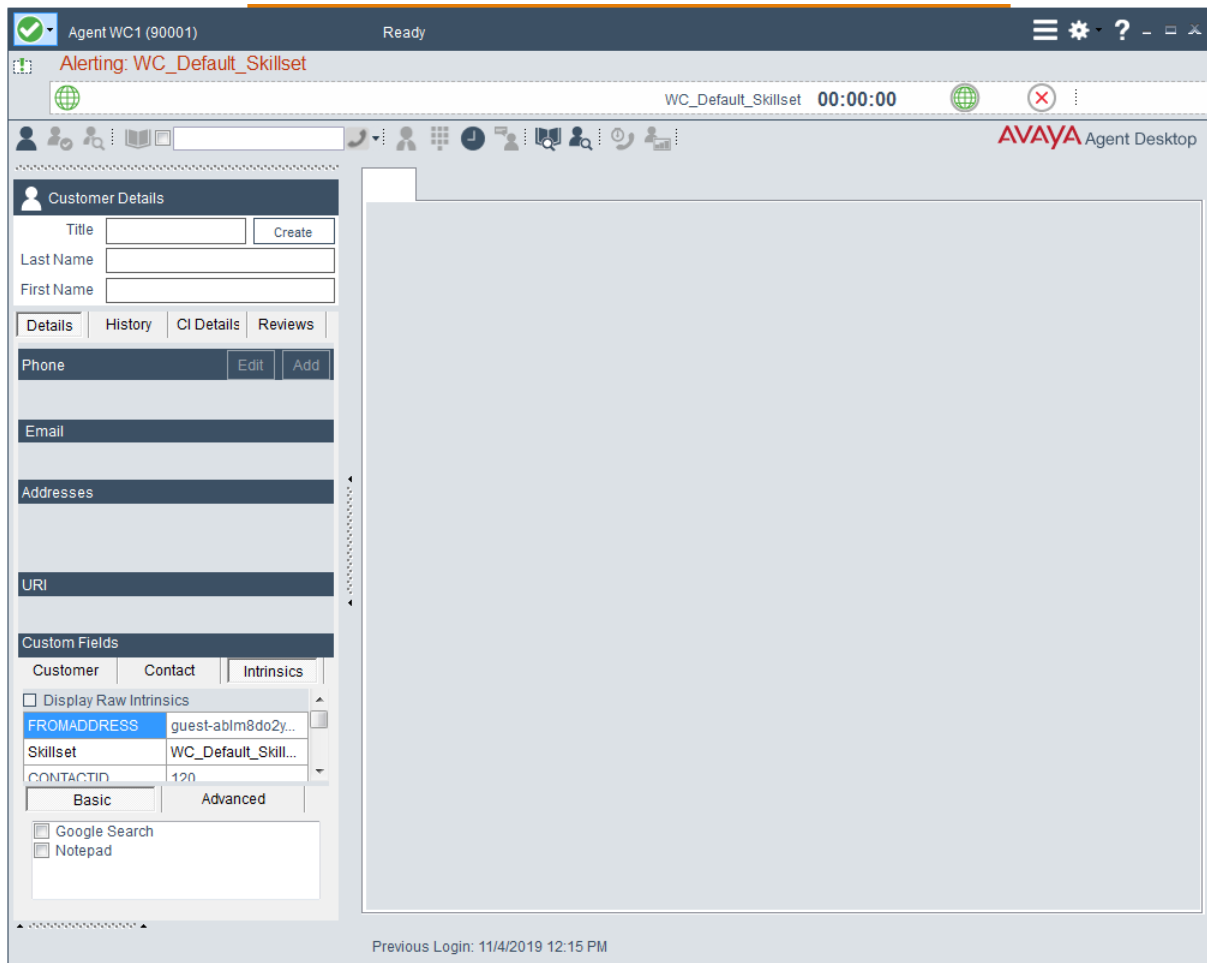 Agent WC1 (90001) Ready ?
Alerting: WC_Default_Skillset
WC_Default_Skillset 00:00:00
AVAYA Agent Desktop
Customer Details
Title Create
Last Name
First Name
Details History CI Details Reviews
Phone Edit Add
Email
Addresses
URI
Custom Fields
Customer Contact Intrinsics
Display Raw Intrinsics
FROMADDRESS guest-ablm8do2y...
Skillset WC_Default_Skill...
CONTACTID 120
Basic Advanced
Google Search
Notepad
Previous Login: 11/4/2019 12:15 PM